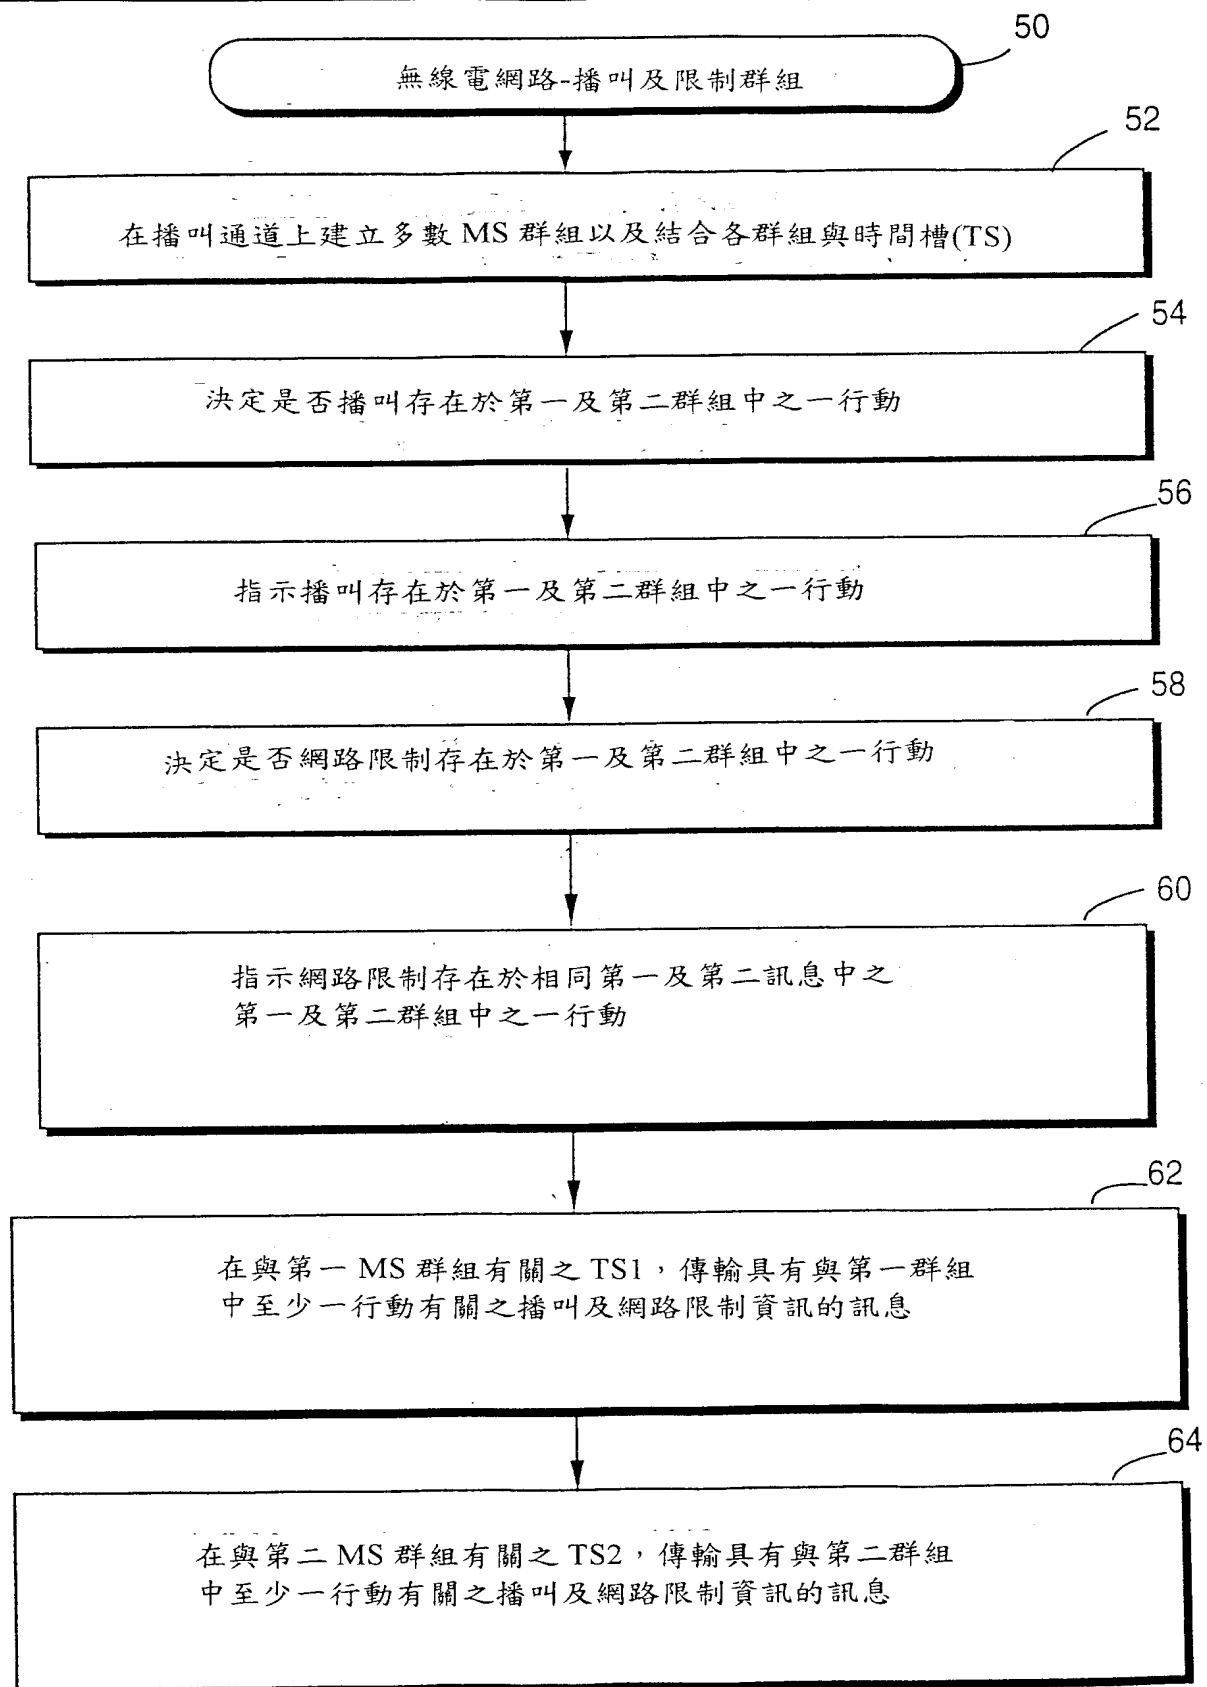 50
無線電網路-播叫及限制群組
52
在播叫通道上建立多數 MS 群組以及結合各群組與時間槽(TS)
54
決定是否播叫存在於第一及第二群組中之一行動
56
指示播叫存在於第一及第二群組中之一行動
58
決定是否網路限制存在於第一及第二群組中之一行動
60
指示網路限制存在於相同第一及第二訊息中之
第一及第二群組中之一行動
62
在與第一 MS 群組有關之 TS1,傳輸具有與第一群組
中至少一行動有關之播叫及網路限制資訊的訊息
64
在與第二 MS 群組有關之 TS2,傳輸具有與第二群組
中至少一行動有關之播叫及網路限制資訊的訊息